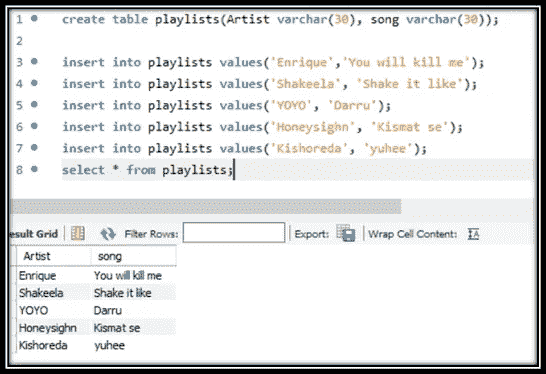 1 create table playlists(Artist varchar(30), song varchar(30));
2
3 insert into playlists values('Enrique','You will kill me');
4 insert into playlists values('Shakeela', 'Shake it like');
5 insert into playlists values('YOYO', 'Darru');
6 insert into playlists values('Honeysighn', 'Kismat se');
7 insert into playlists values('Kishoreda', 'yuhee');
8 select * from playlists;
esult Grid Filter Rows: Export: Wrap Cell Content: IA
Artist song
Enrique You will kill me
Shakeela Shake it like
YOYO Darru
Honeysighn Kismat se
Kishoreda yuhee